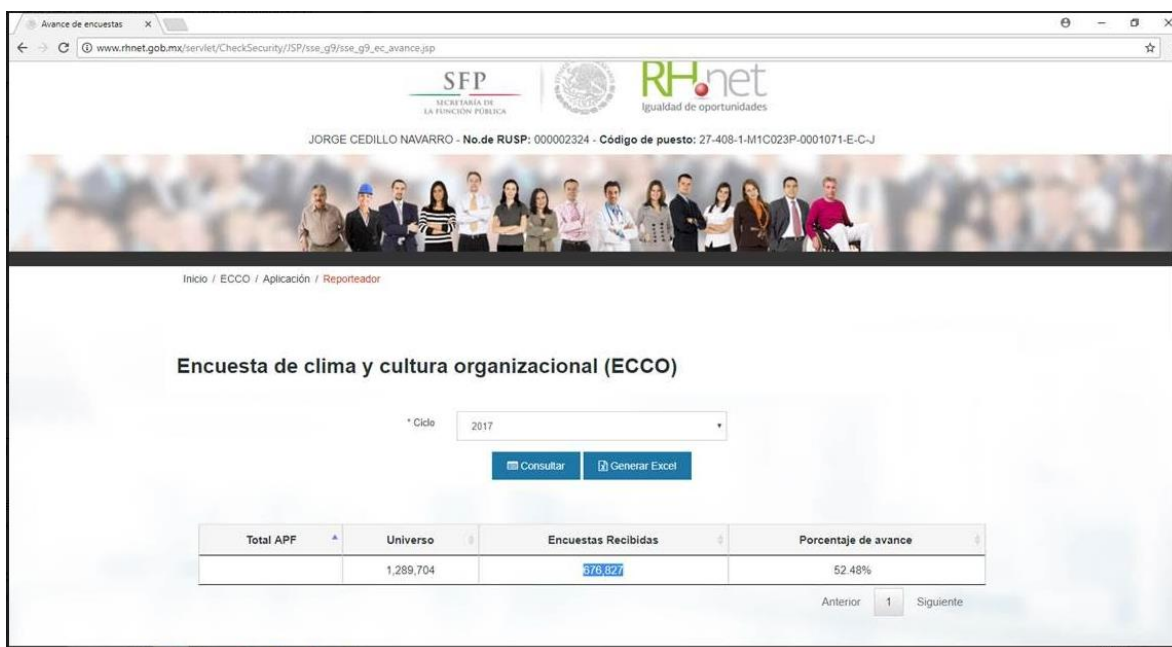 Avance de encuestas
www.rhnet.gob.mx/servlet/CheckSecurity/JSP/sse_g9/sse_g9_ec_avance.jsp
SFP
SECRETARÍA DE
LA FUNCIÓN PÚBLICA
RHnet
Igualdad de oportunidades
JORGE CEDILLO NAVARRO - No.de RUSP: 000002324 - Código de puesto: 27-408-1-M1C023P-0001071-E-C-J
Inicio / ECCO / Aplicación / Reporteador
Encuesta de clima y cultura organizacional (ECCO)
* Ciclo 2017
Consultar Generar Excel
Total APF Universo Encuestas Recibidas Porcentaje de avance
1,289,704 676,827 52.48%
Anterior 1 Siguiente